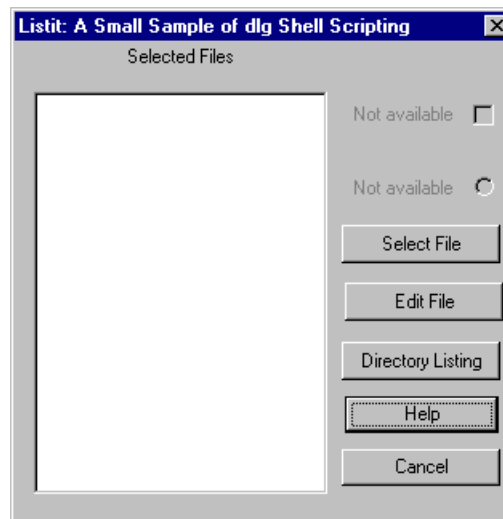 Listit: A Small Sample of dlg Shell Scripting
Selected Files
Not available
Not available
Select File
Edit File
Directory Listing
Help
Cancel